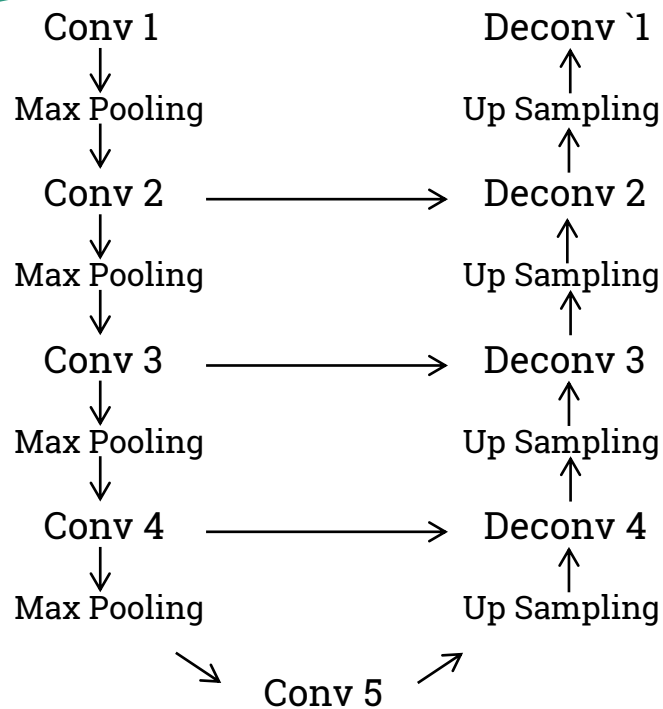 Conv 1
Deconv `1
Max Pooling
Up Sampling
Conv 2
Deconv 2
Max Pooling
Up Sampling
Conv 3
Deconv 3
Max Pooling
Up Sampling
Conv 4
Deconv 4
Max Pooling
Up Sampling
Conv 5